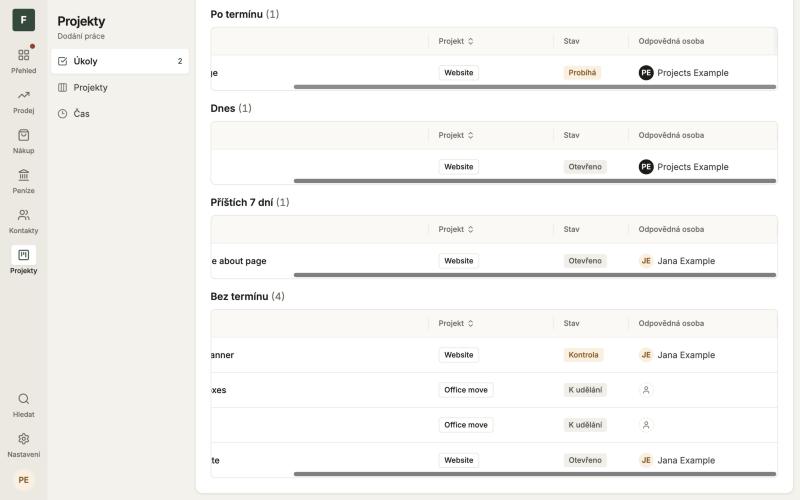 F
Přehled
Prodej
Nákup
Peníze
Kontakty
Projekty
Hledat
Nastavení
PE
Projekty
Dodání práce
Úkoly 2
Projekty
Čas
Po termínu (1)
Projekt Stav Odpovědná osoba
ge Website Probíhá PE Projects Example
Dnes (1)
Projekt Stav Odpovědná osoba
Website Otevřeno PE Projects Example
Příštích 7 dní (1)
Projekt Stav Odpovědná osoba
e about page Website Otevřeno JE Jana Example
Bez termínu (4)
Projekt Stav Odpovědná osoba
anner Website Kontrola JE Jana Example
oxes Office move K udělání
Office move K udělání
te Website Otevřeno JE Jana Example